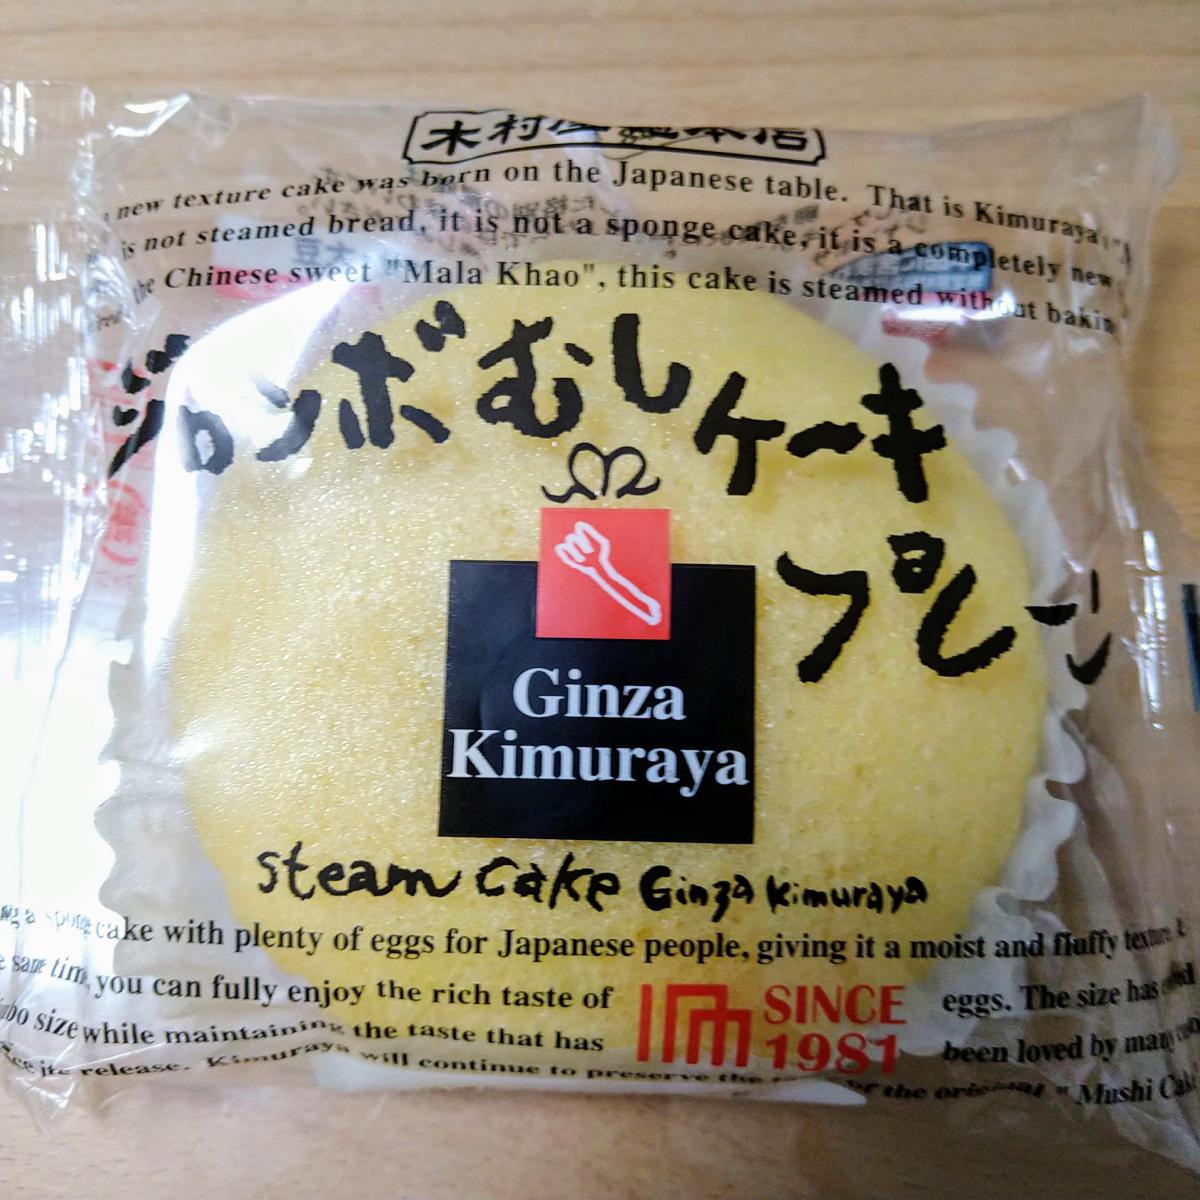 木村屋總本店
new texture cake was born on the Japanese table. That is Kimuraya's
is not steamed bread, it is not a sponge cake, it is a completely new
the Chinese sweet "Mala Khao", this cake is steamed without bakin
ジャンボむしケーキ
プレーン
Ginza
Kimuraya
steam cake Ginza Kimuraya
a sponge cake with plenty of eggs for Japanese people, giving it a moist and fluffy texture
same time, you can fully enjoy the rich taste of eggs. The size has
size while maintaining the taste that has been loved by many
release. Kimuraya will continue to preserve the of the original "Mushi Cak
SINCE
1981